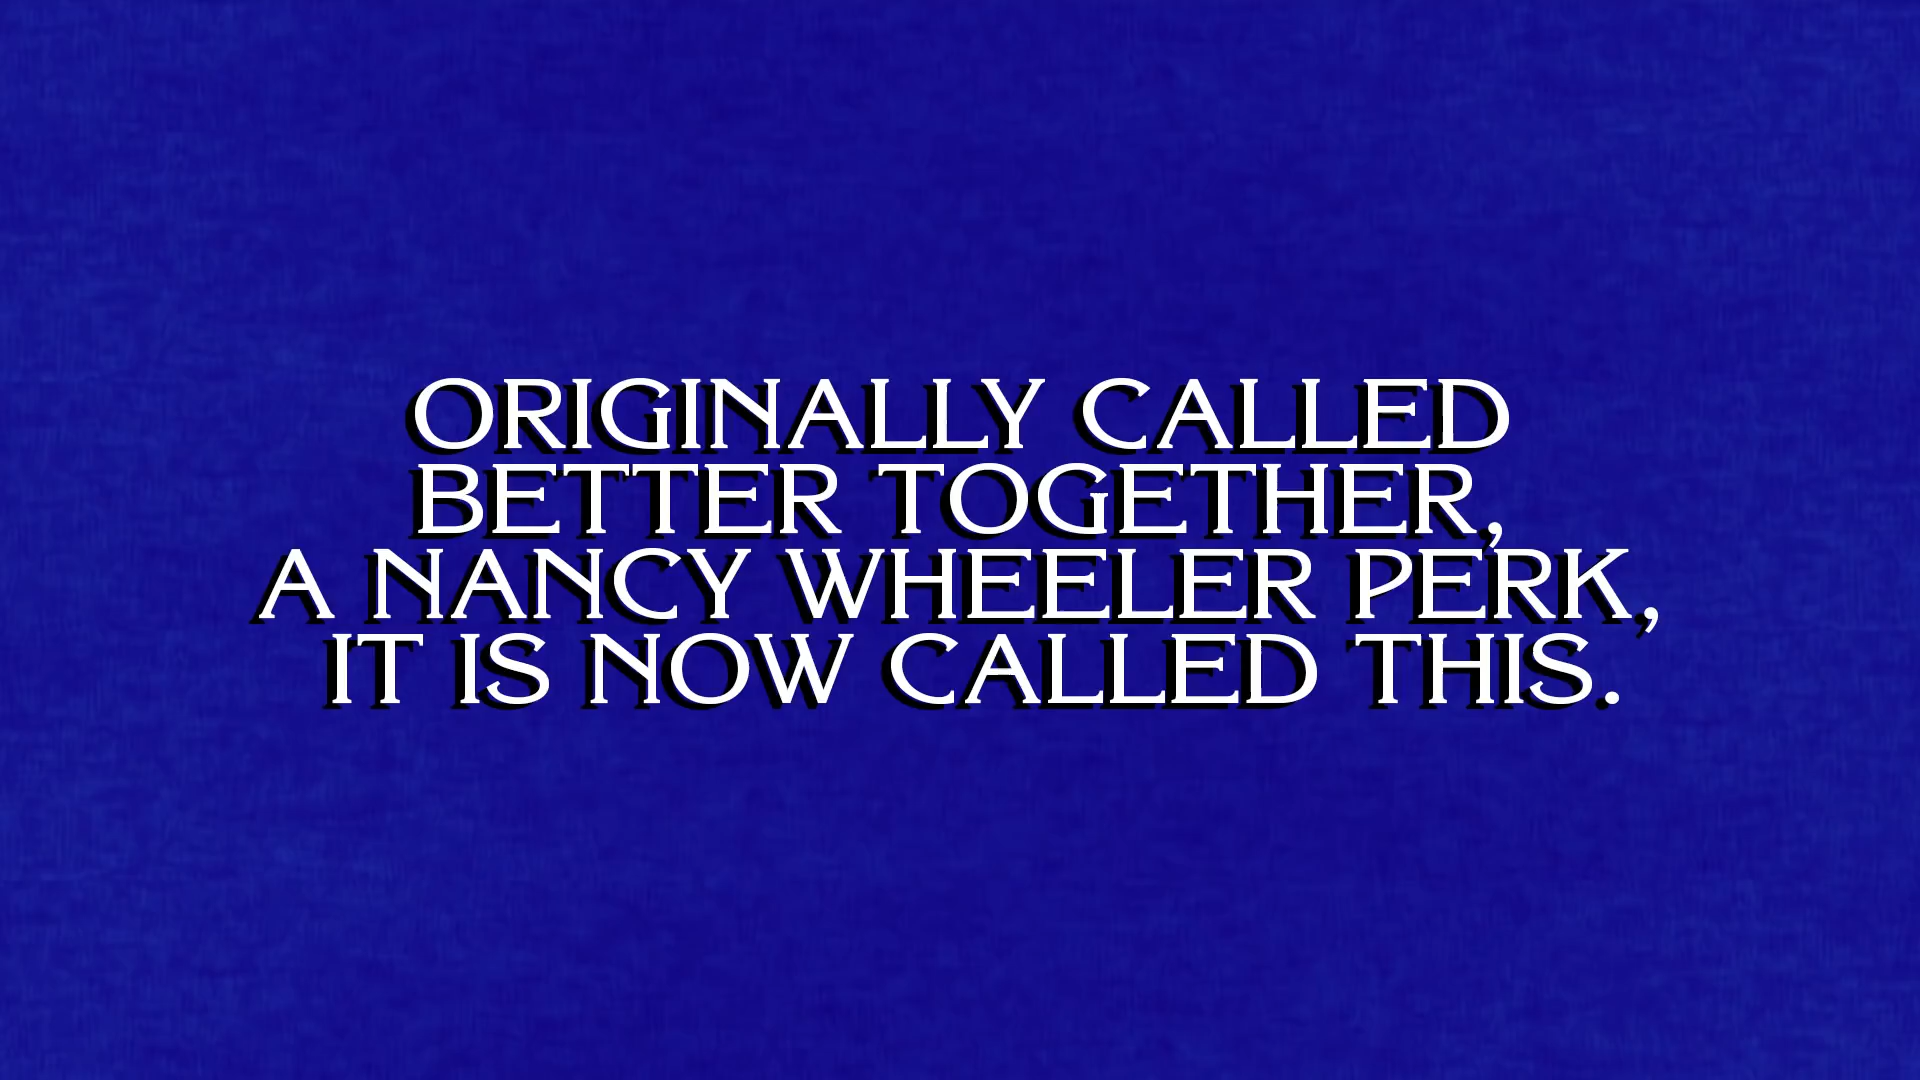 ORIGINALLY CALLED
BETTER TOGETHER,
A NANCY WHEELER PERK,
IT IS NOW CALLED THIS.